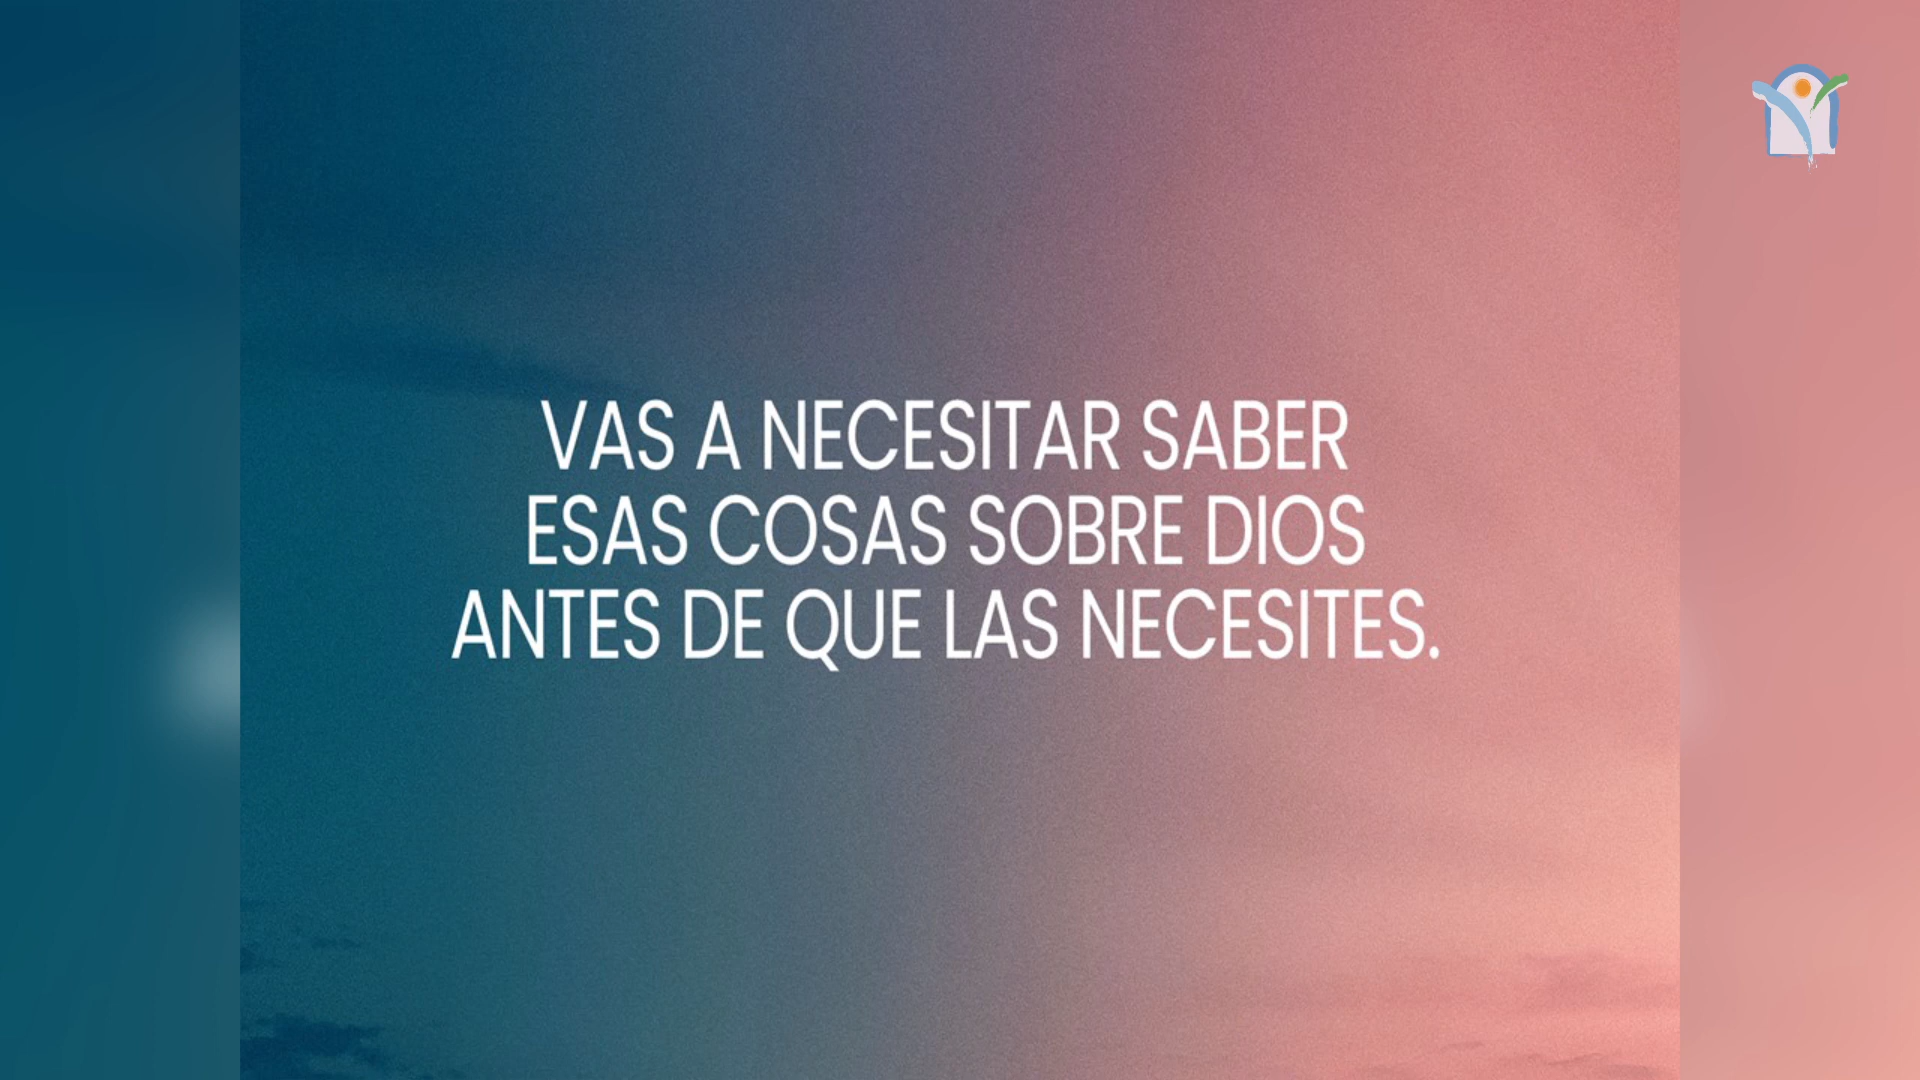 VAS A NECESITAR SABER
ESAS COSAS SOBRE DIOS
ANTES DE QUE LAS NECESITES.